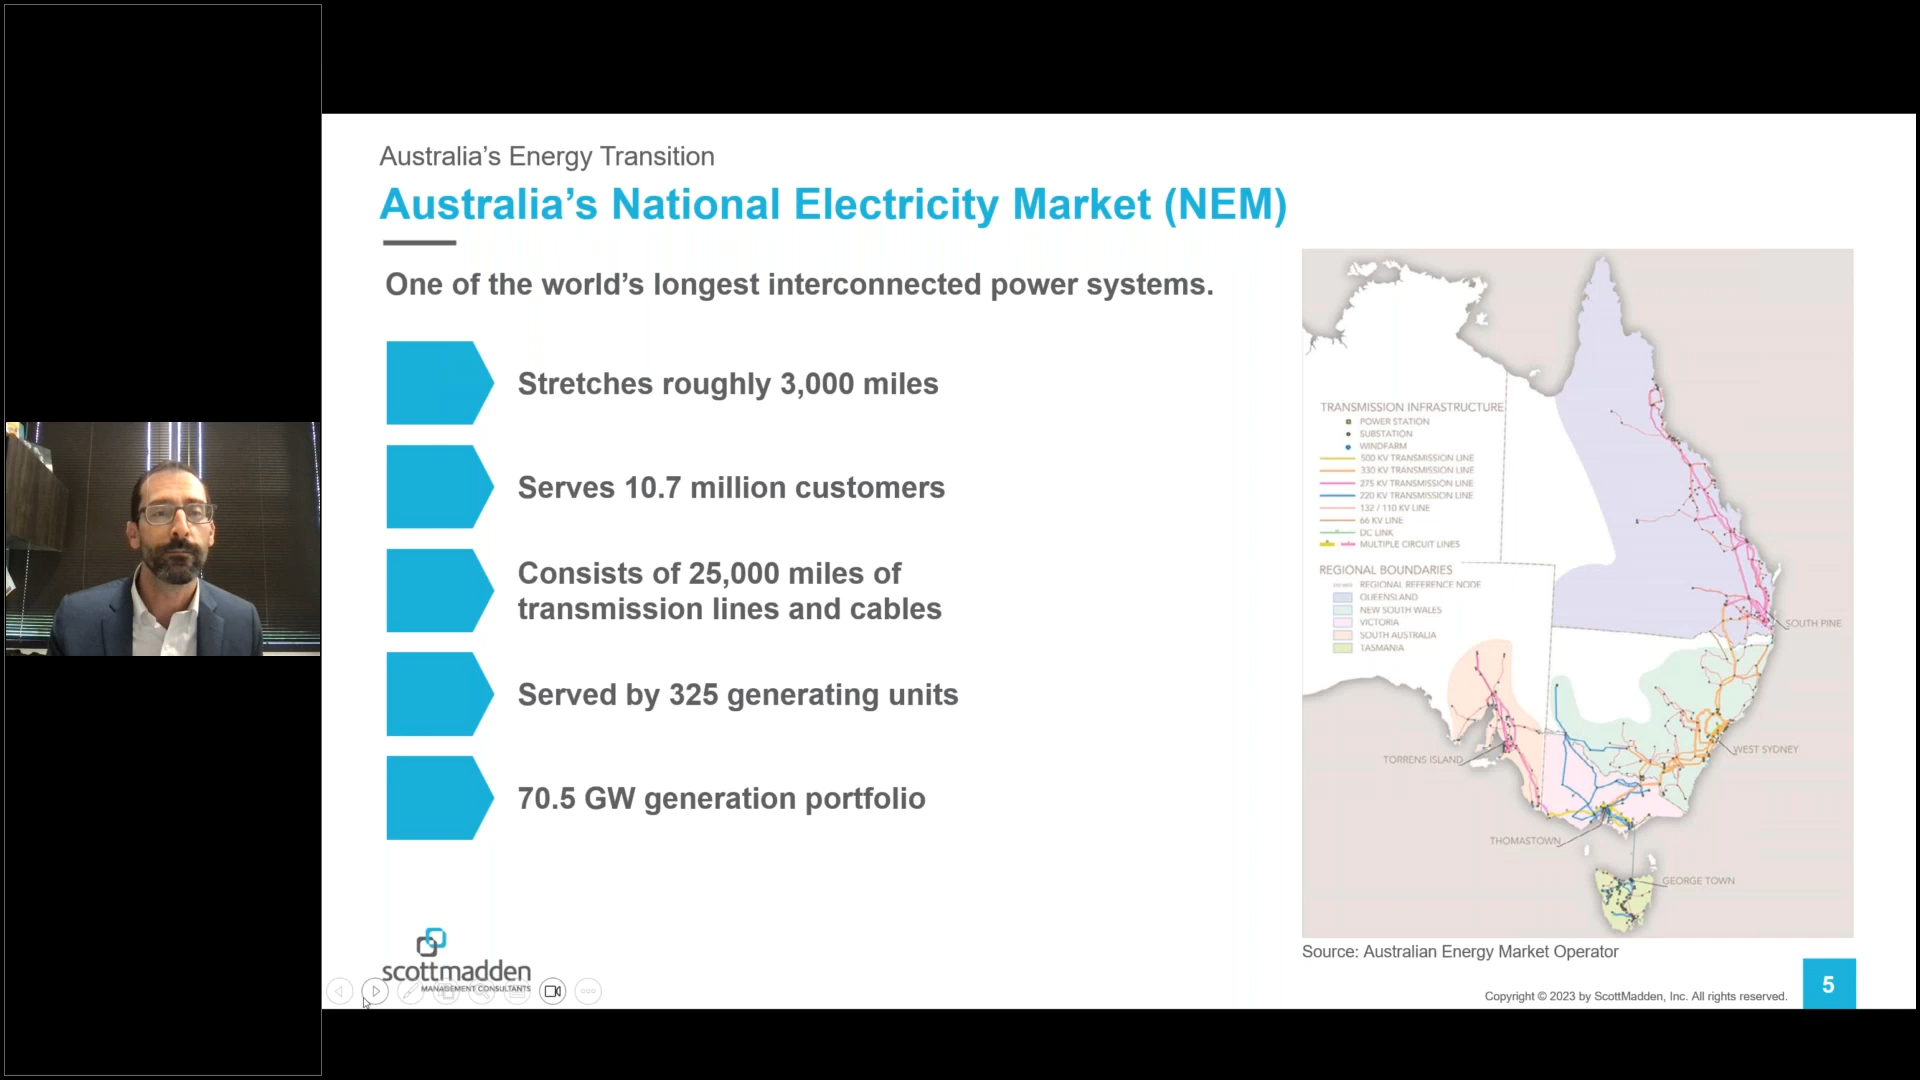 Australia's Energy Transition
Australia's National Electricity Market (NEM)
One of the world's longest interconnected power systems.
Stretches roughly 3,000 miles
Serves 10.7 million customers
Consists of 25,000 miles of
transmission lines and cables
Served by 325 generating units
70.5 GW generation portfolio
TRANSMISSION INFRASTRUCTURE
POWER STATION
SUBSTATION
WINDFARM
500 KV TRANSMISSION LINE
330 KV TRANSMISSION LINE
275 KV TRANSMISSION LINE
220 KV TRANSMISSION LINE
132 / 110 KV LINE
66 KV LINE
DC LINK
MULTIPLE CIRCUIT LINES
REGIONAL BOUNDARIES
REGIONAL REFERENCE NODE
QUEENSLAND
NEW SOUTH WALES
VICTORIA
SOUTH AUSTRALIA
TASMANIA
SOUTH PINE
WEST SYDNEY
TORRENS ISLAND
THOMASTOWN
GEORGE TOWN
Source: Australian Energy Market Operator
scottmadden
MANAGEMENT CONSULTANTS
Copyright © 2023 by ScottMadden, Inc. All rights reserved.
5